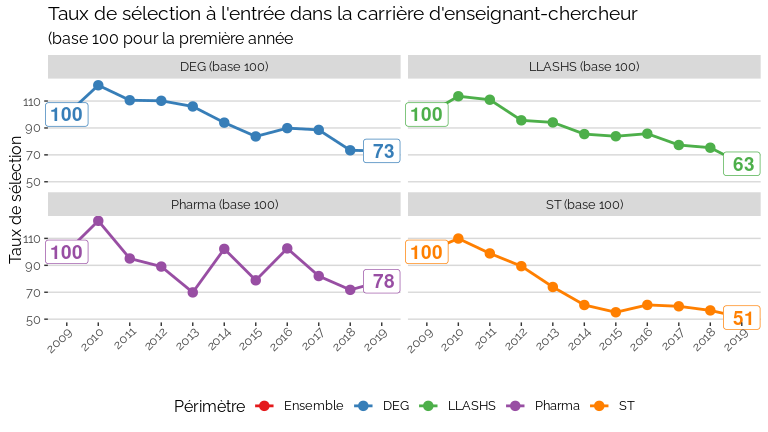 Taux de sélection à l'entrée dans la carrière d'enseignant-chercheur
(base 100 pour la première année
DEG (base 100)
LLASHS (base 100)
110
90
70
50
100
73
100
63
Pharma (base 100)
ST (base 100)
110
90
70
50
100
78
100
51
Taux de sélection
2009 2010 2011 2012 2013 2014 2015 2016 2017 2018 2019
2009 2010 2011 2012 2013 2014 2015 2016 2017 2018 2019
Périmètre Ensemble DEG LLASHS Pharma ST